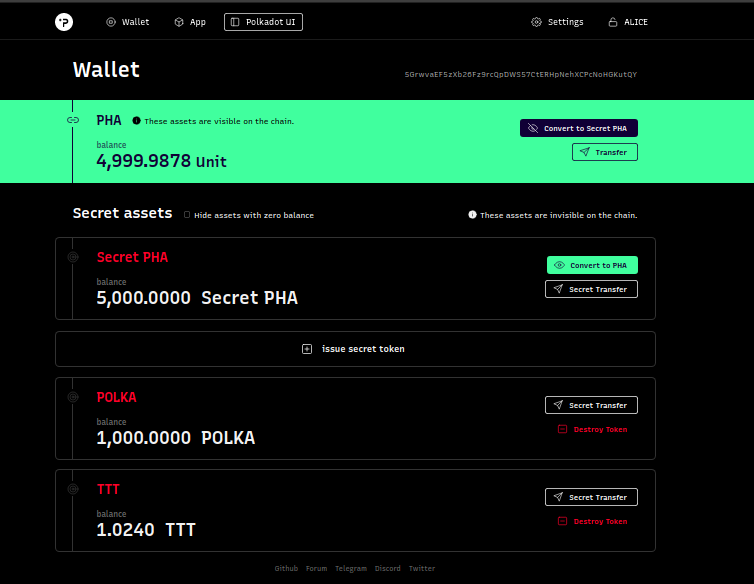 Wallet App Polkadot UI Settings ALICE
Wallet 5GrwvaEF5zXb26Fz9rcQpDWS57CtERHpNehXCPcNoHGKutQY
PHA These assets are visible on the chain.
Convert to Secret PHA
balance
4,999.9878 Unit
Transfer
Secret assets Hide assets with zero balance These assets are invisible on the chain.
Secret PHA
Convert to PHA
balance
5,000.0000 Secret PHA
Secret Transfer
issue secret token
POLKA
Secret Transfer
balance
1,000.0000 POLKA
Destroy Token
TTT
Secret Transfer
balance
1.0240 TTT
Destroy Token
Github Forum Telegram Discord Twitter